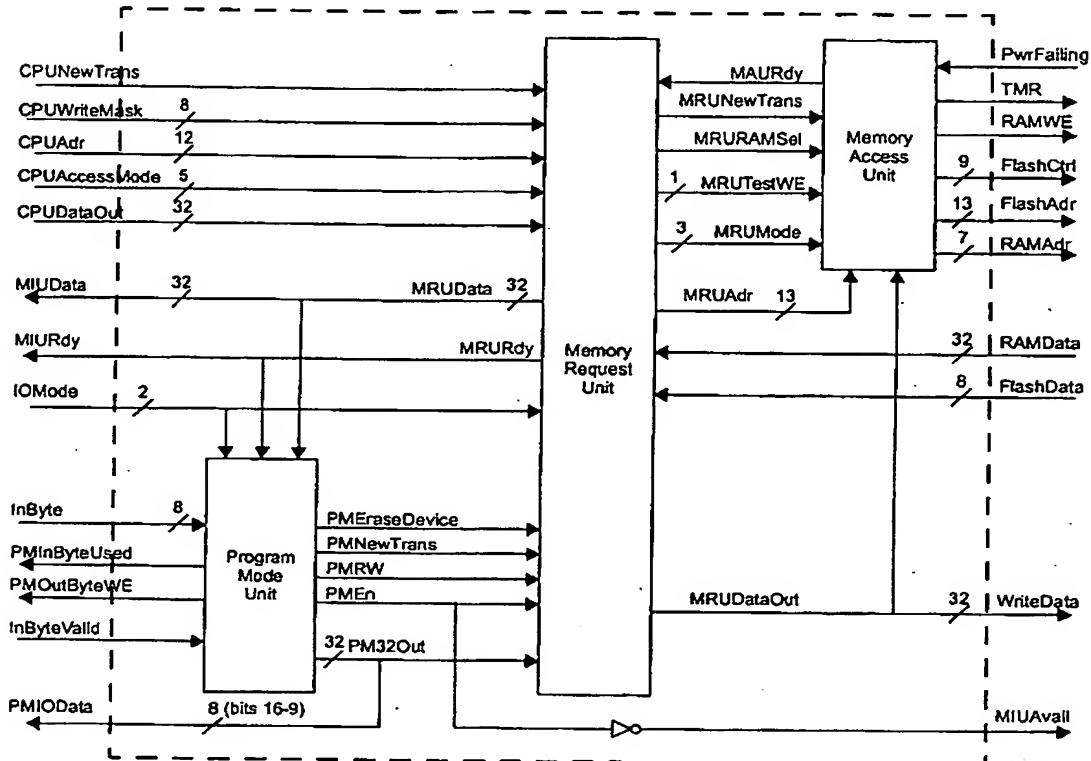 CPUNewTrans
CPUWriteMask 8
CPUAdr 12
CPUAccessMode 5
CPUDataOut 32
MIUData 32
MIURdy
IOMode 2
InByte 8
PMInByteUsed
PMOutByteWE
InByteValid
PMIOData
8 (bits 16-9)
Program
Mode
Unit
PMEraseDevice
PMNewTrans
PMRW
PMEn
32 PM32Out
MRUData 32
MRURdy
Memory
Request
Unit
MAURdy
MRUNewTrans
MRURAMSel
1 MRUTestWE
3 MRUMode
MRUAdr 13
MRUDataOut
Memory
Access
Unit
PwrFailing
TMR
RAMWE
9 FlashCtrl
13 FlashAdr
7 RAMAdr
32 RAMData
8 FlashData
32 WriteData
MIUAvail